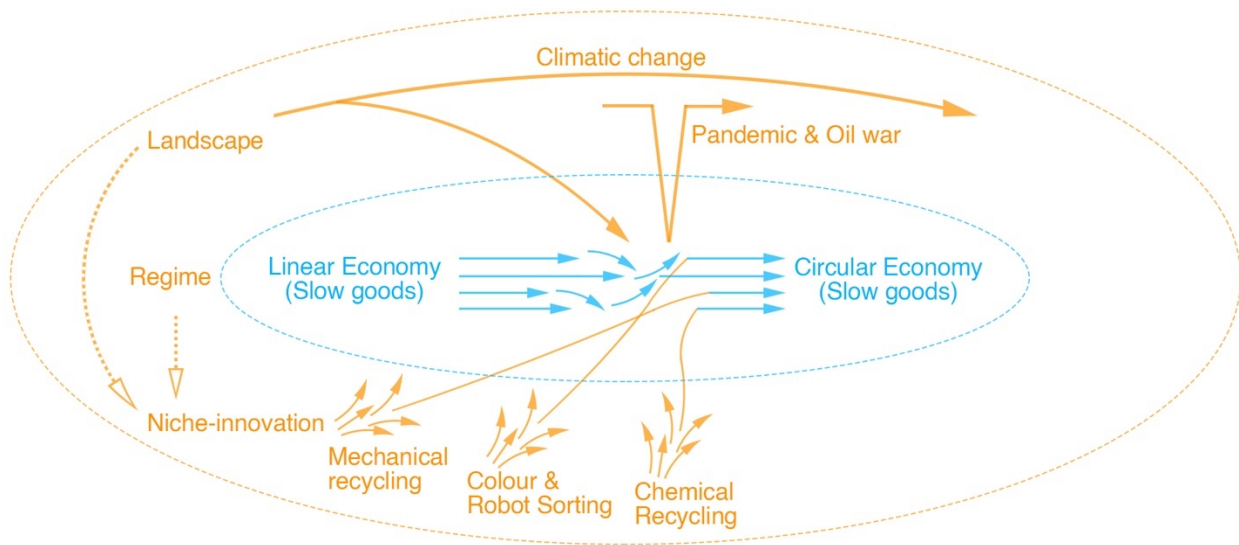 Climatic change
Landscape
Pandemic & Oil war
Regime
Linear Economy
(Slow goods)
Circular Economy
(Slow goods)
Niche-innovation
Mechanical
recycling
Colour &
Robot Sorting
Chemical
Recycling